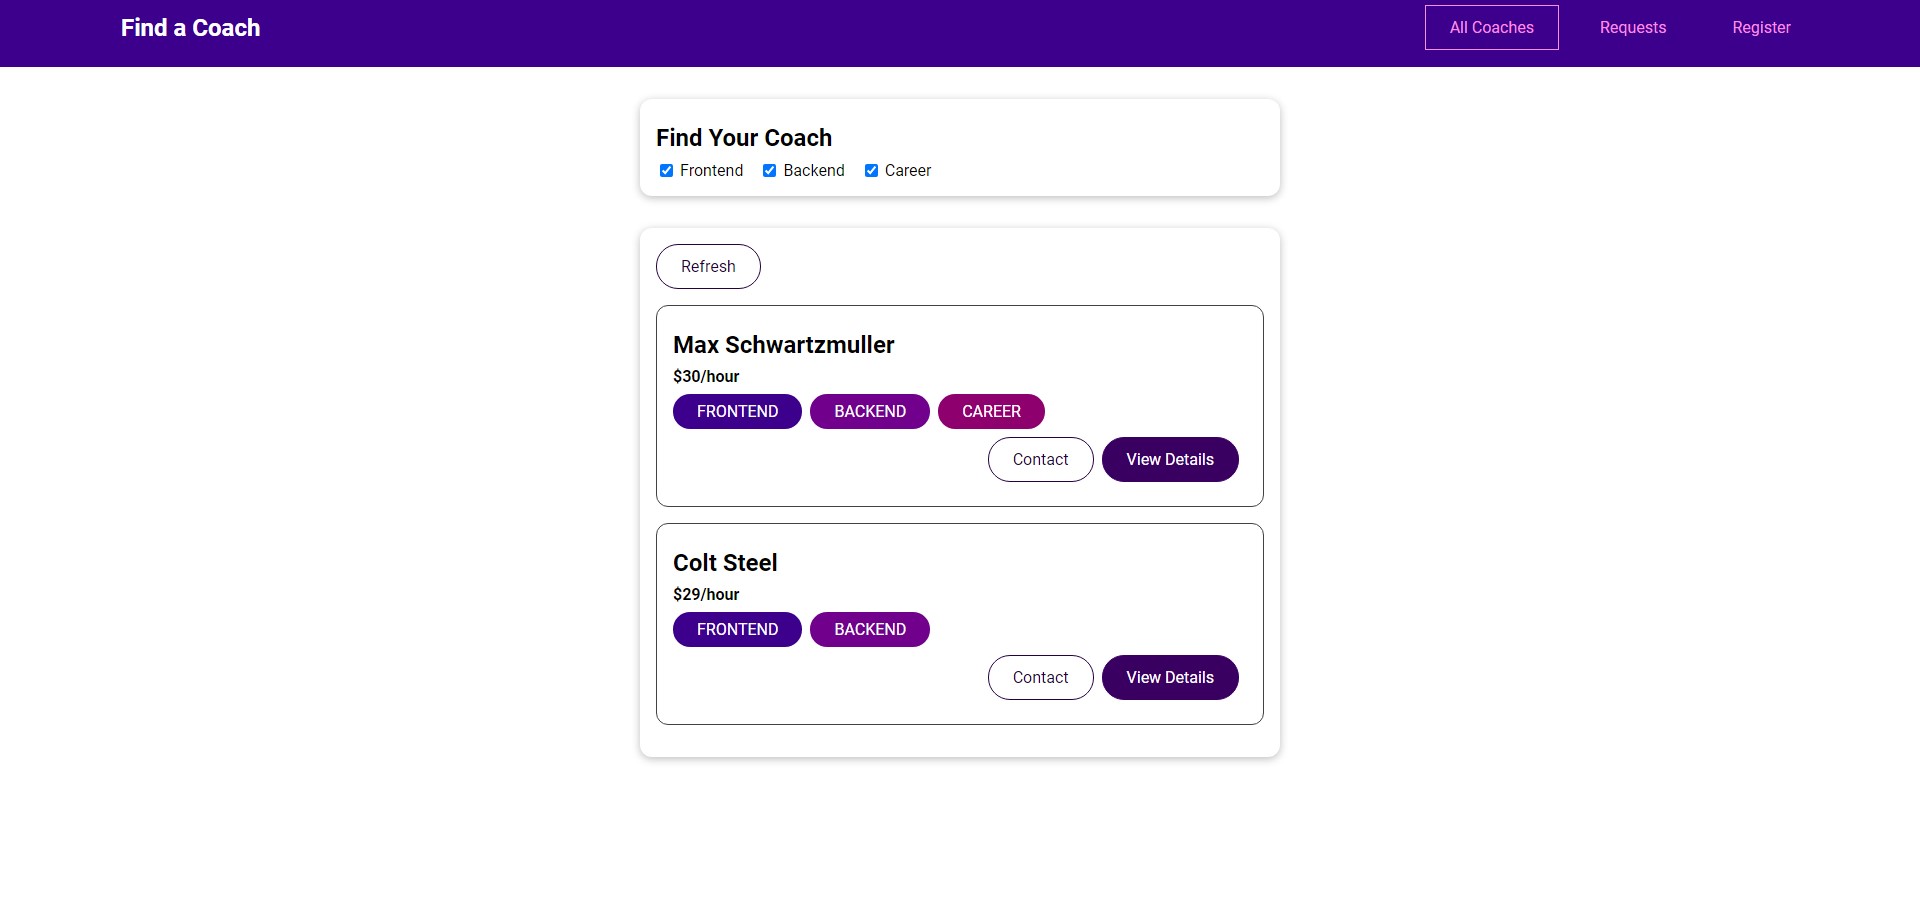 Find a Coach
All Coaches Requests Register
Find Your Coach
Frontend Backend Career
Refresh
Max Schwartzmuller
$30/hour
FRONTEND BACKEND CAREER
Contact View Details
Colt Steel
$29/hour
FRONTEND BACKEND
Contact View Details